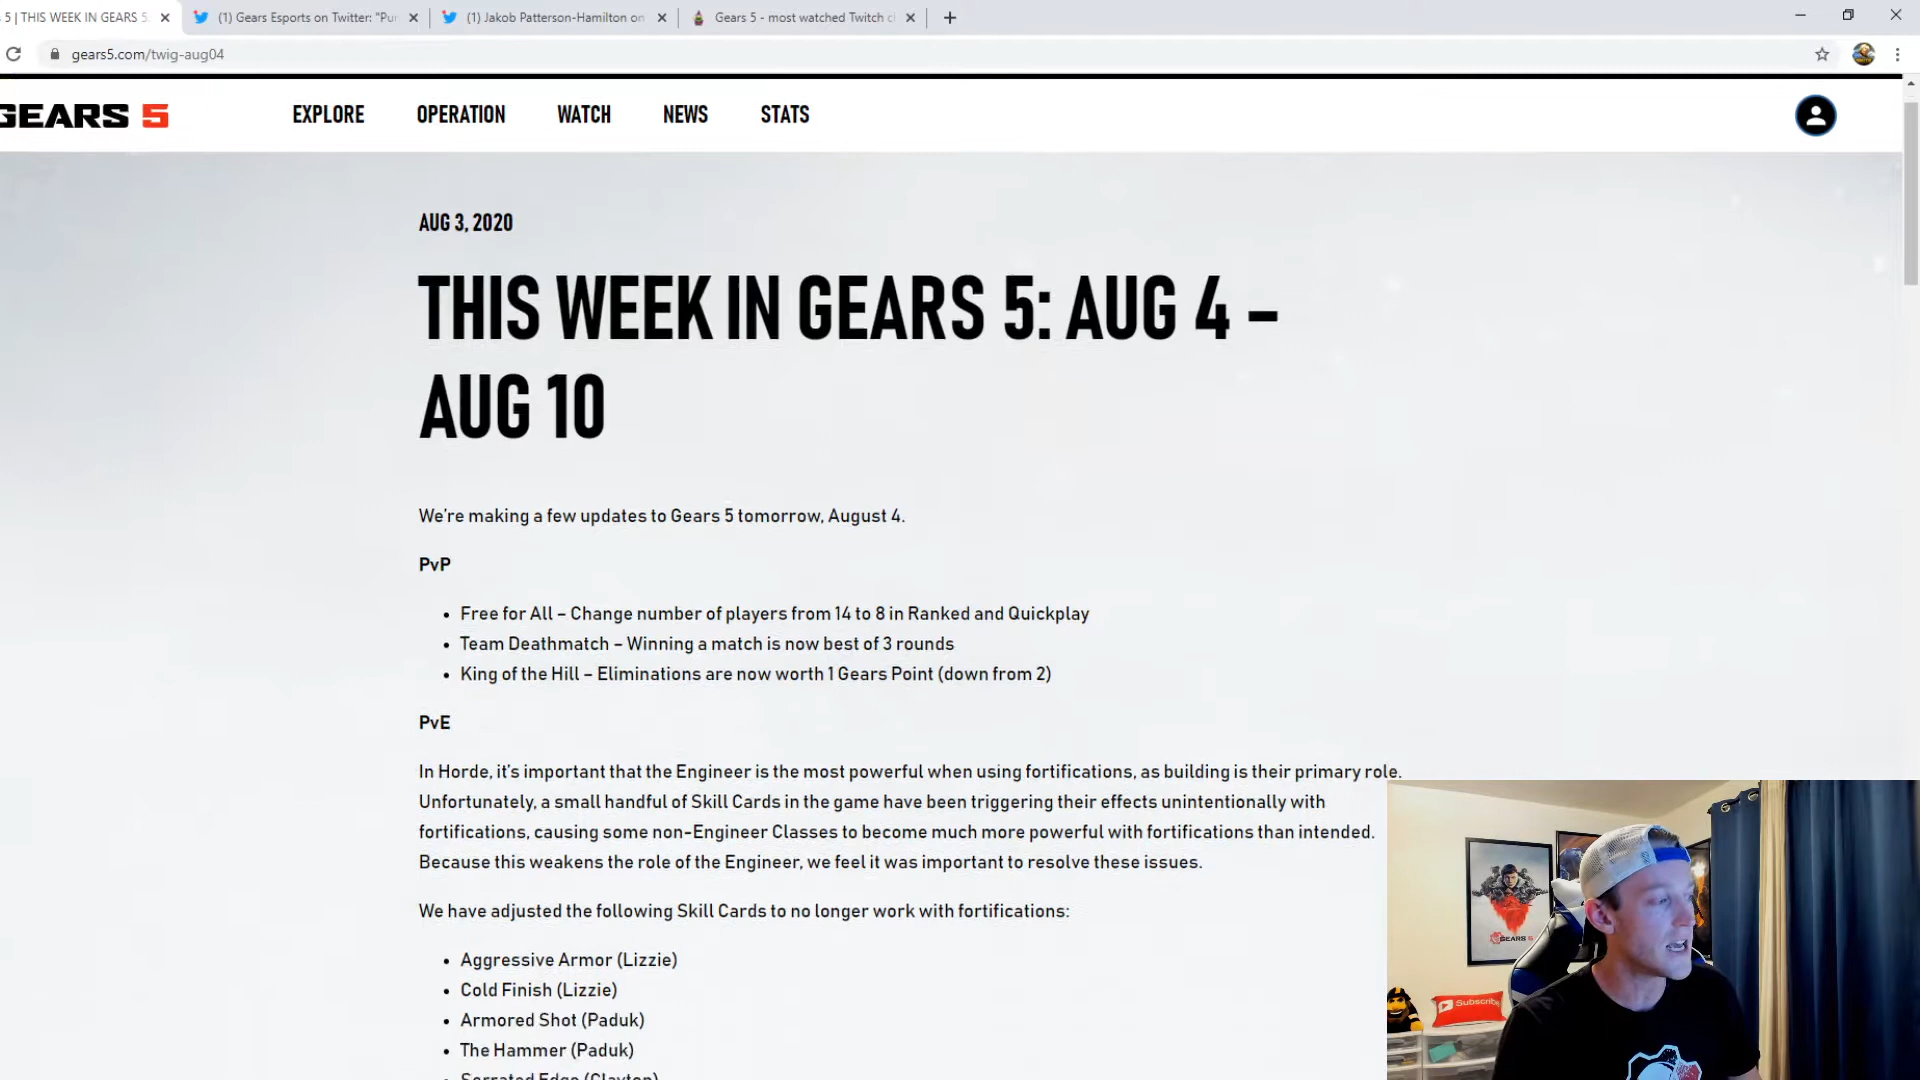 5 | THIS WEEK IN GEARS 5
(1) Gears Esports on Twitter: "Pur
(1) Jakob Patterson-Hamilton on
Gears 5 - most watched Twitch cl
gears5.com/twig-aug04
GEARS 5
EXPLORE
OPERATION
WATCH
NEWS
STATS
AUG 3, 2020
THIS WEEK IN GEARS 5: AUG 4 –
AUG 10
We're making a few updates to Gears 5 tomorrow, August 4.
PvP
• Free for All – Change number of players from 14 to 8 in Ranked and Quickplay
• Team Deathmatch – Winning a match is now best of 3 rounds
• King of the Hill – Eliminations are now worth 1 Gears Point (down from 2)
PvE
In Horde, it's important that the Engineer is the most powerful when using fortifications, as building is their primary role.
Unfortunately, a small handful of Skill Cards in the game have been triggering their effects unintentionally with
fortifications, causing some non-Engineer Classes to become much more powerful with fortifications than intended.
Because this weakens the role of the Engineer, we feel it was important to resolve these issues.
We have adjusted the following Skill Cards to no longer work with fortifications:
• Aggressive Armor (Lizzie)
• Cold Finish (Lizzie)
• Armored Shot (Paduk)
• The Hammer (Paduk)
Serrated Edge (Clayton)
GEARS 5
Subscribe